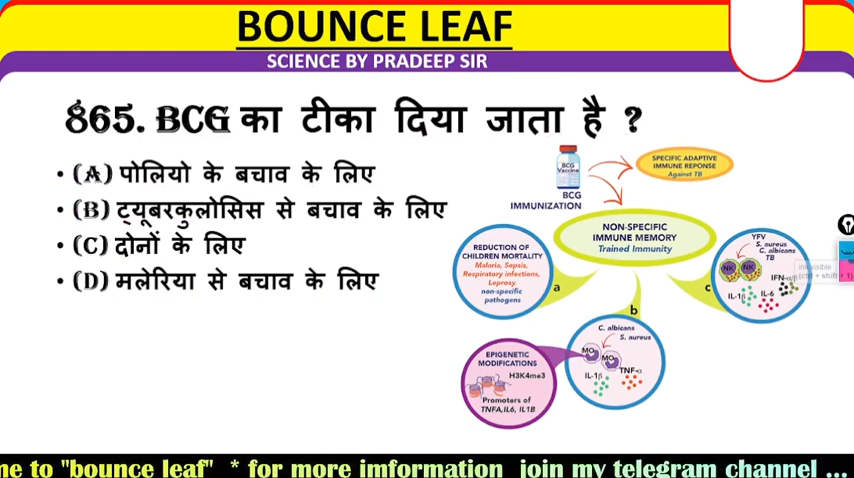 BOUNCE LEAF
SCIENCE BY PRADEEP SIR
865. BCG का टीका दिया जाता है ?
• (A) पोलियो के बचाव के लिए
• (B) ट्यूबरकुलोसिस से बचाव के लिए
• (C) दोनों के लिए
• (D) मलेरिया से बचाव के लिए
BCG
Vaccine
BCG
IMMUNIZATION
SPECIFIC ADAPTIVE
IMMUNE REPONSE
Against TB
NON-SPECIFIC
IMMUNE MEMORY
Trained Immunity
REDUCTION OF
CHILDREN MORTALITY
Malaria, Sepsis,
Respiratory infections,
Leprosy.
non-specific
pathogens
a
b
c
YFV
S. aureus
C. albicans
TB
NK
NK
IFN-α/β
IL-1β
IL-6
C. albicans
S. aureus
MO
MO
IL-1β
TNF-α
EPIGENETIC
MODIFICATIONS
H3K4me3
Promoters of
TNFA, IL6, IL1B
me to "bounce leaf" * for more imformation join my telegram channel ...